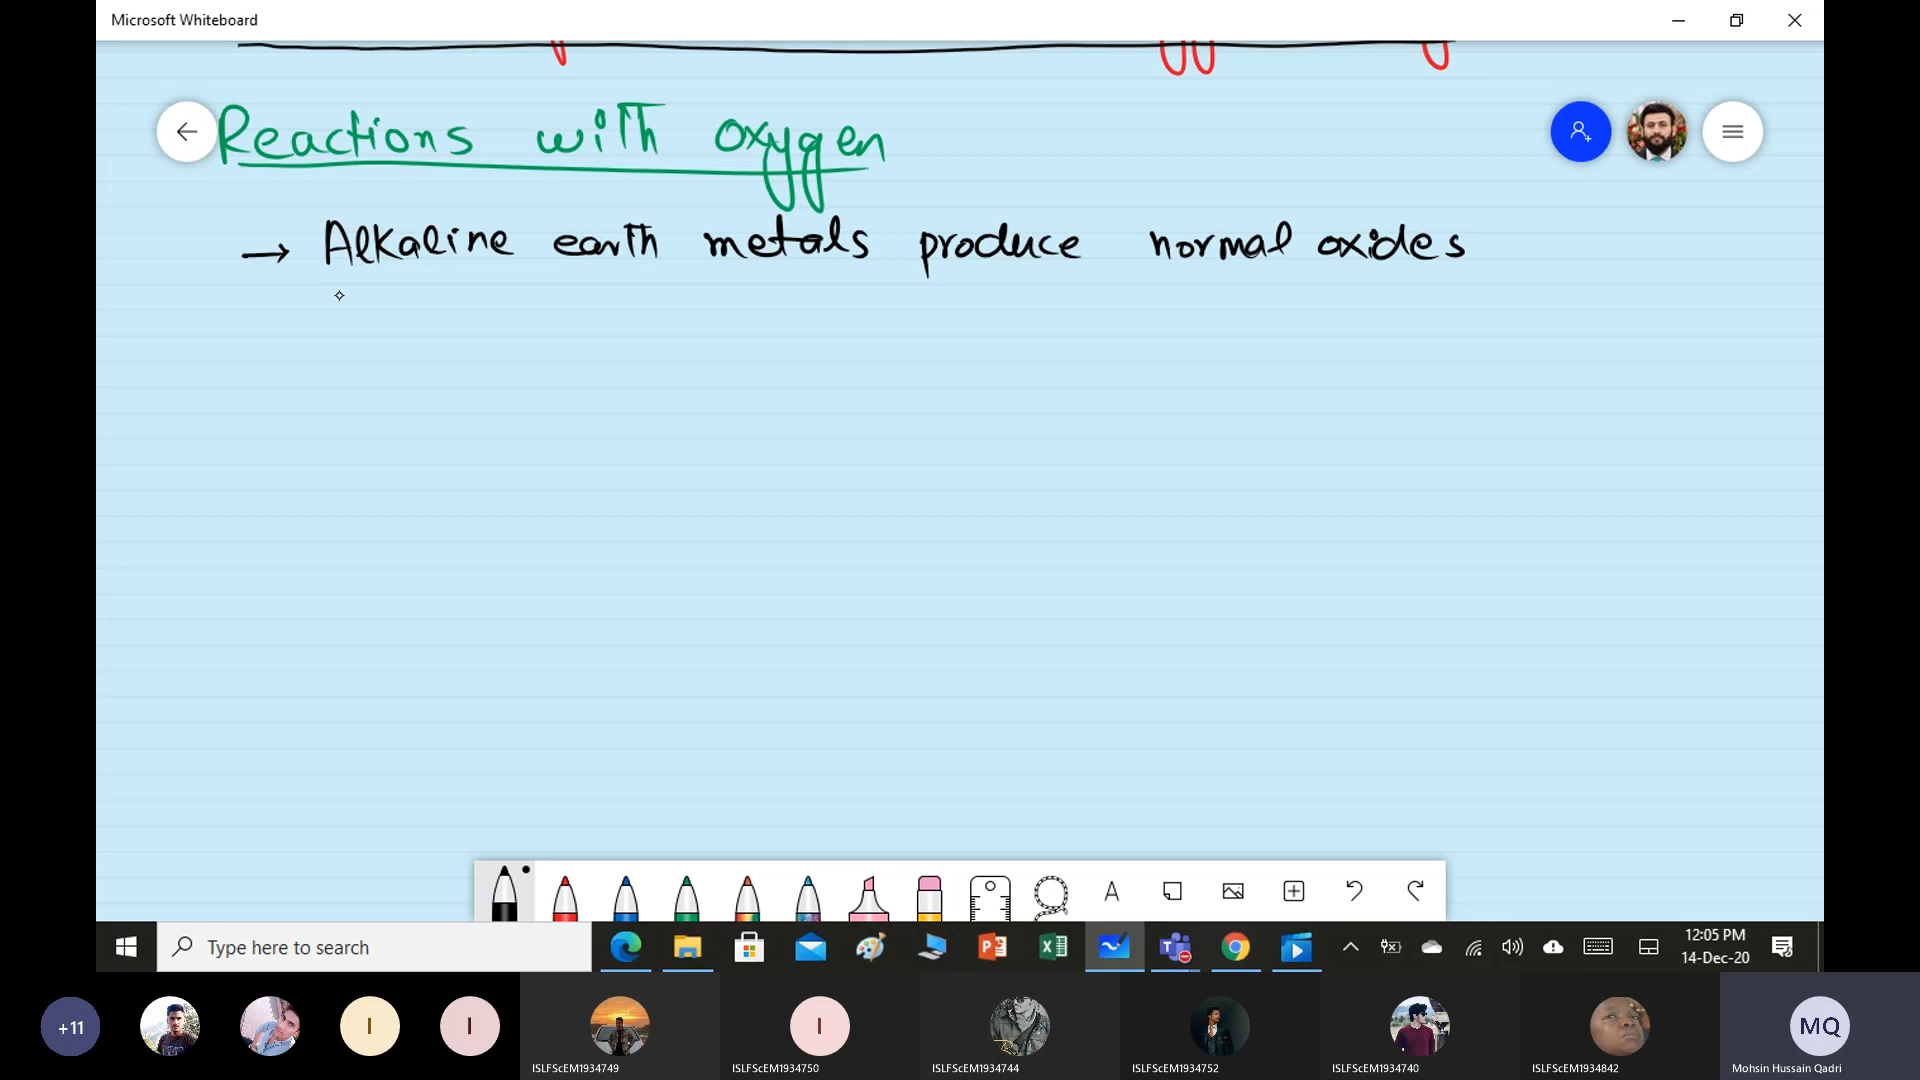 Microsoft Whiteboard
Reactions with oxygen
→ Alkaline earth metals produce normal oxides
A
Type here to search
12:05 PM
14-Dec-20
+11
I
I
I
MQ
ISLFScEM1934749
ISLFScEM1934750
ISLFScEM1934744
ISLFScEM1934752
ISLFScEM1934740
ISLFScEM1934842
Mohsin Hussain Qadri